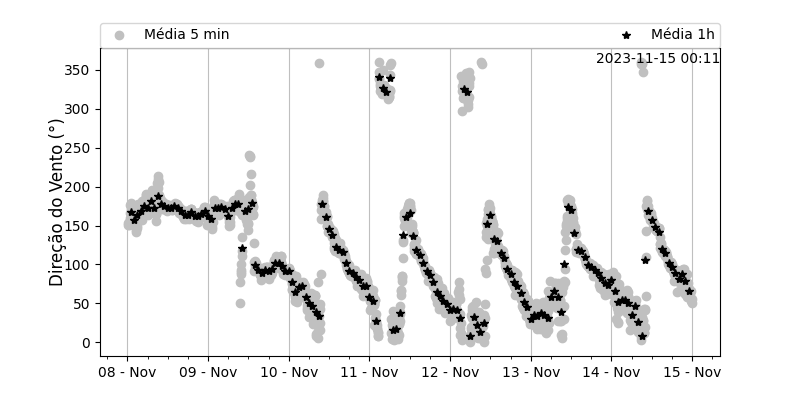 Média 5 min
Média 1h
2023-11-15 00:11
Direção do Vento (°)
350
300
250
200
150
100
50
0
08 - Nov
09 - Nov
10 - Nov
11 - Nov
12 - Nov
13 - Nov
14 - Nov
15 - Nov